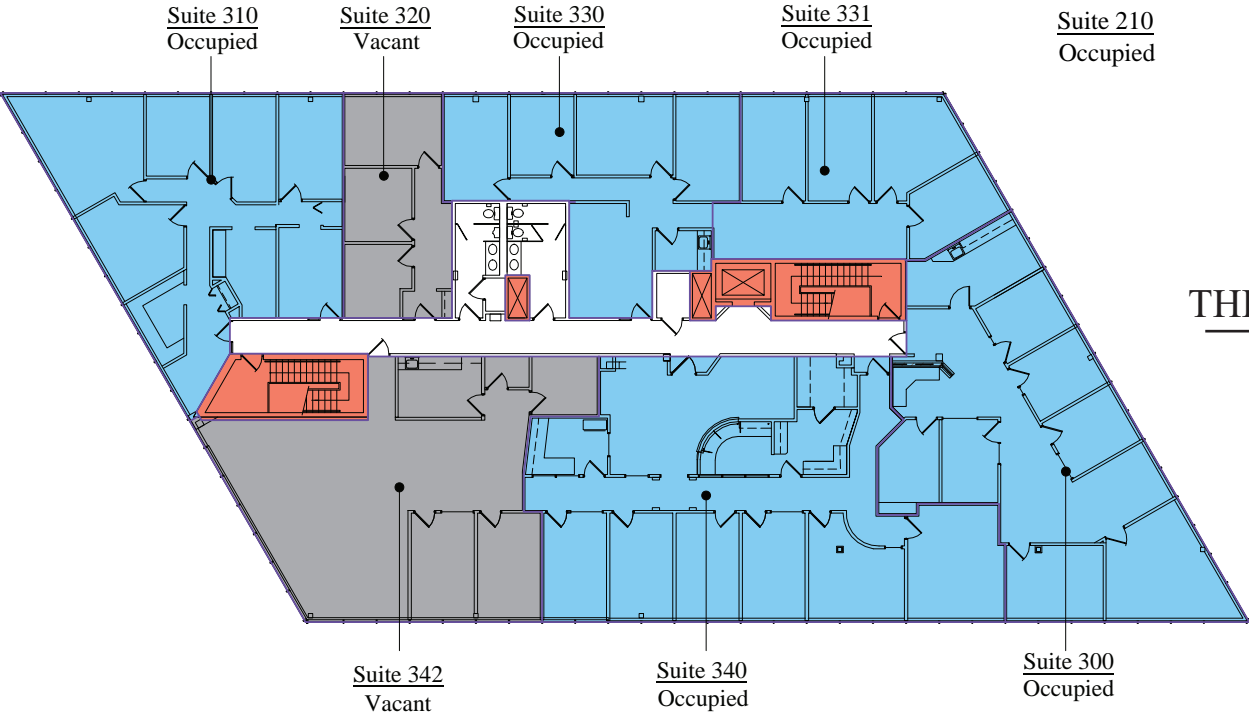 Suite 310
Occupied
Suite 320
Vacant
Suite 330
Occupied
Suite 331
Occupied
Suite 210
Occupied
Suite 342
Vacant
Suite 340
Occupied
Suite 300
Occupied